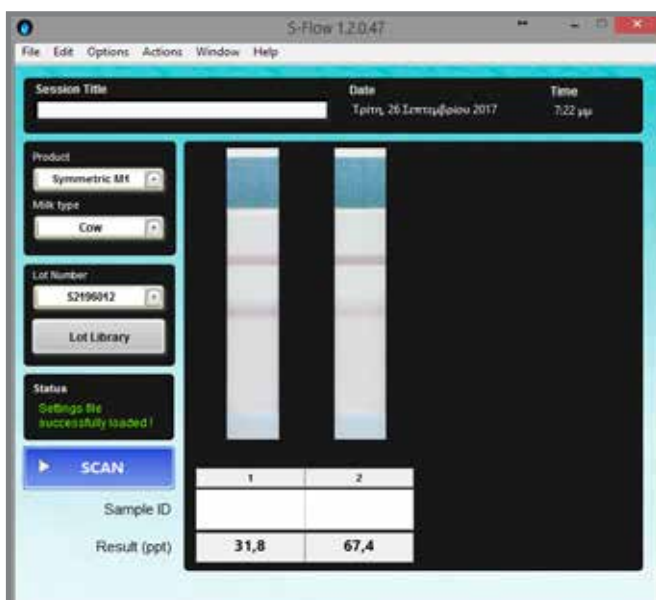 S-Flow 1.2.0.47
File Edit Options Actions Window Help
Session Title
Date
Time
Τρίτη, 26 Σεπτεμβρίου 2017
7:22 μμ
Product
Symmetric M1
Milk type
Cow
Lot Number
S2196012
Lot Library
Status
Settings file
successfully loaded !
SCAN
1 2
Sample ID
Result (ppt) 31,8 67,4